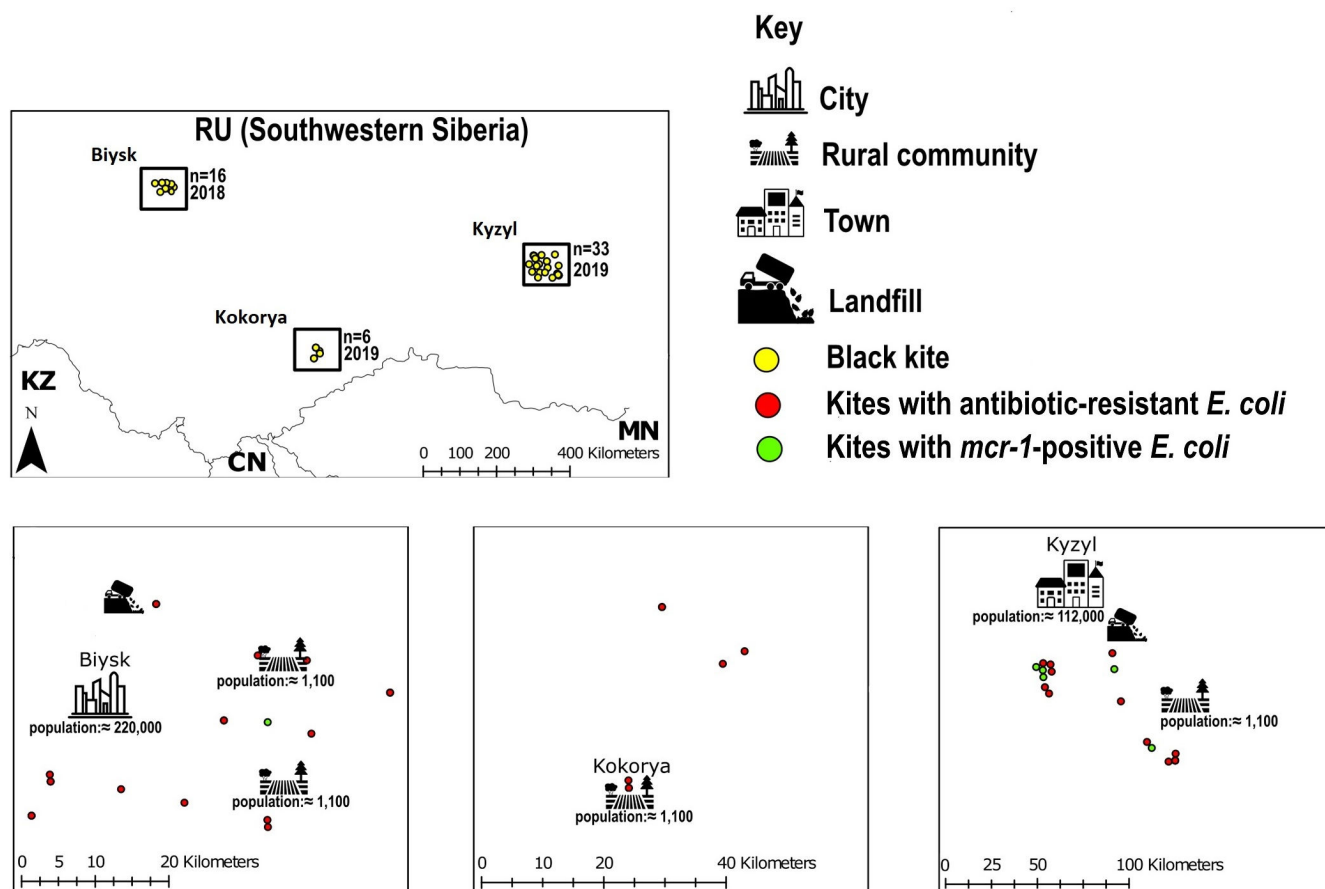 Key
City
Rural community
Town
Landfill
Black kite
Kites with antibiotic-resistant E. coli
Kites with mcr-1-positive E. coli
RU (Southwestern Siberia)
Biysk
n=16
2018
Kyzyl
n=33
2019
Kokorya
n=6
2019
KZ
N
CN
MN
0 100 200 400 Kilometers
Biysk
population:≈ 220,000
population:≈ 1,100
population:≈ 1,100
0 5 10 20 Kilometers
Kokorya
population:≈ 1,100
0 10 20 40 Kilometers
Kyzyl
population:≈ 112,000
population:≈ 1,100
0 25 50 100 Kilometers